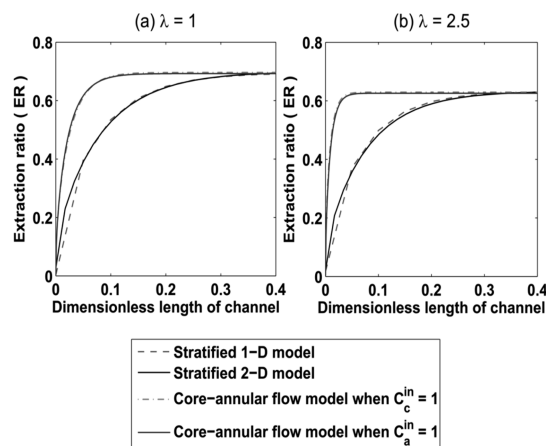 (a) λ = 1
(b) λ = 2.5
Extraction ratio ( ER )
0.8
0.6
0.4
0.2
0
0 0.1 0.2 0.3 0.4
Dimensionless length of channel
Extraction ratio ( ER )
0.8
0.6
0.4
0.2
0
0 0.1 0.2 0.3 0.4
Dimensionless length of channel
Stratified 1−D model
Stratified 2−D model
Core−annular flow model when C_c^in = 1
Core−annular flow model when C_a^in = 1